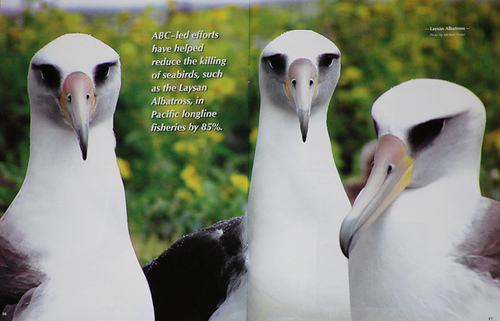 ABC-led efforts
have helped
reduce the killing
of seabirds, such
as the Laysan
Albatross, in
Pacific longline
fisheries by 85%.
Laysan Albatross